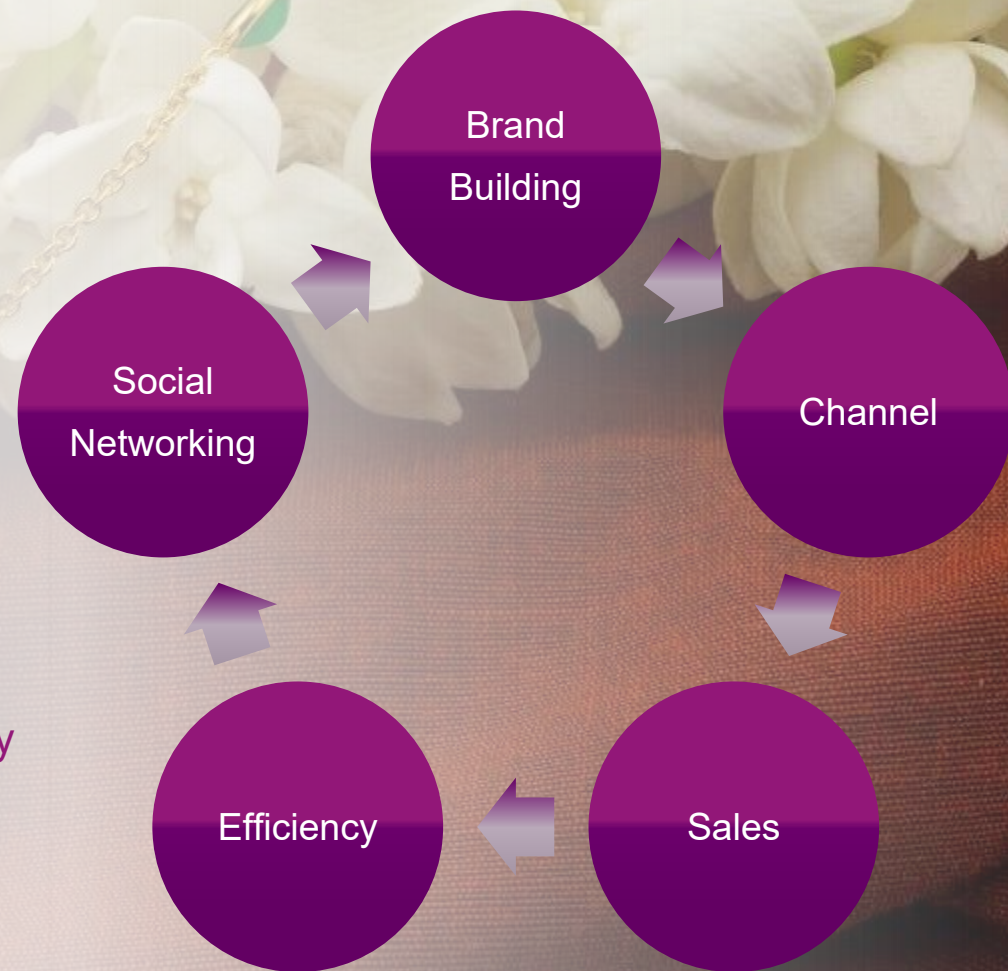 Brand
Building
Social
Networking
Channel
y
Efficiency
Sales